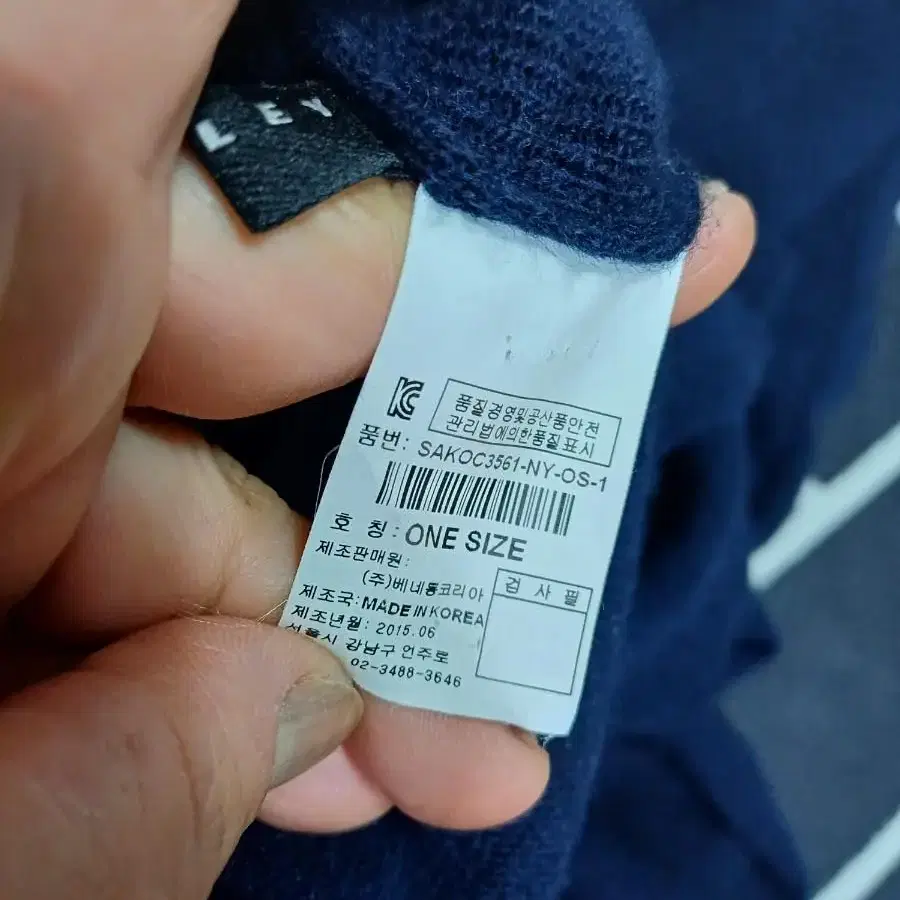 LEY
품질경영및공산품안전
관리법에의한품질표시
품번: SAKOC3561-NY-OS-1
호 칭: ONE SIZE
제조판매원:
(주)베네통코리아
제조국: MADE IN KOREA
제조년월: 2015.06
서울시 강남구 언주로
02-3488-3646
검 사 필